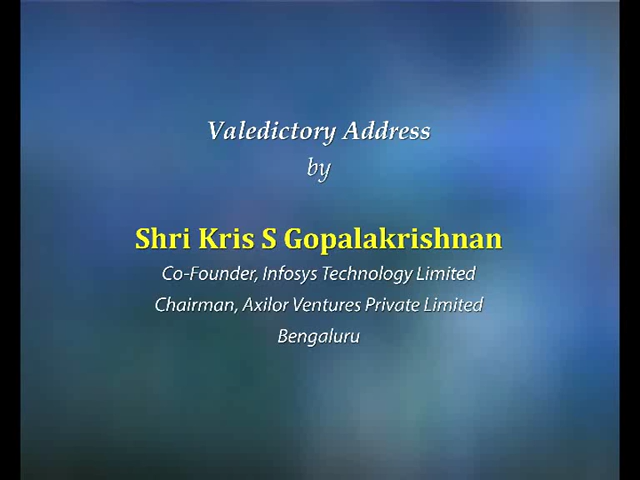 Valedictory Address
by
Shri Kris S Gopalakrishnan
Co-Founder, Infosys Technology Limited
Chairman, Axilor Ventures Private Limited
Bengaluru